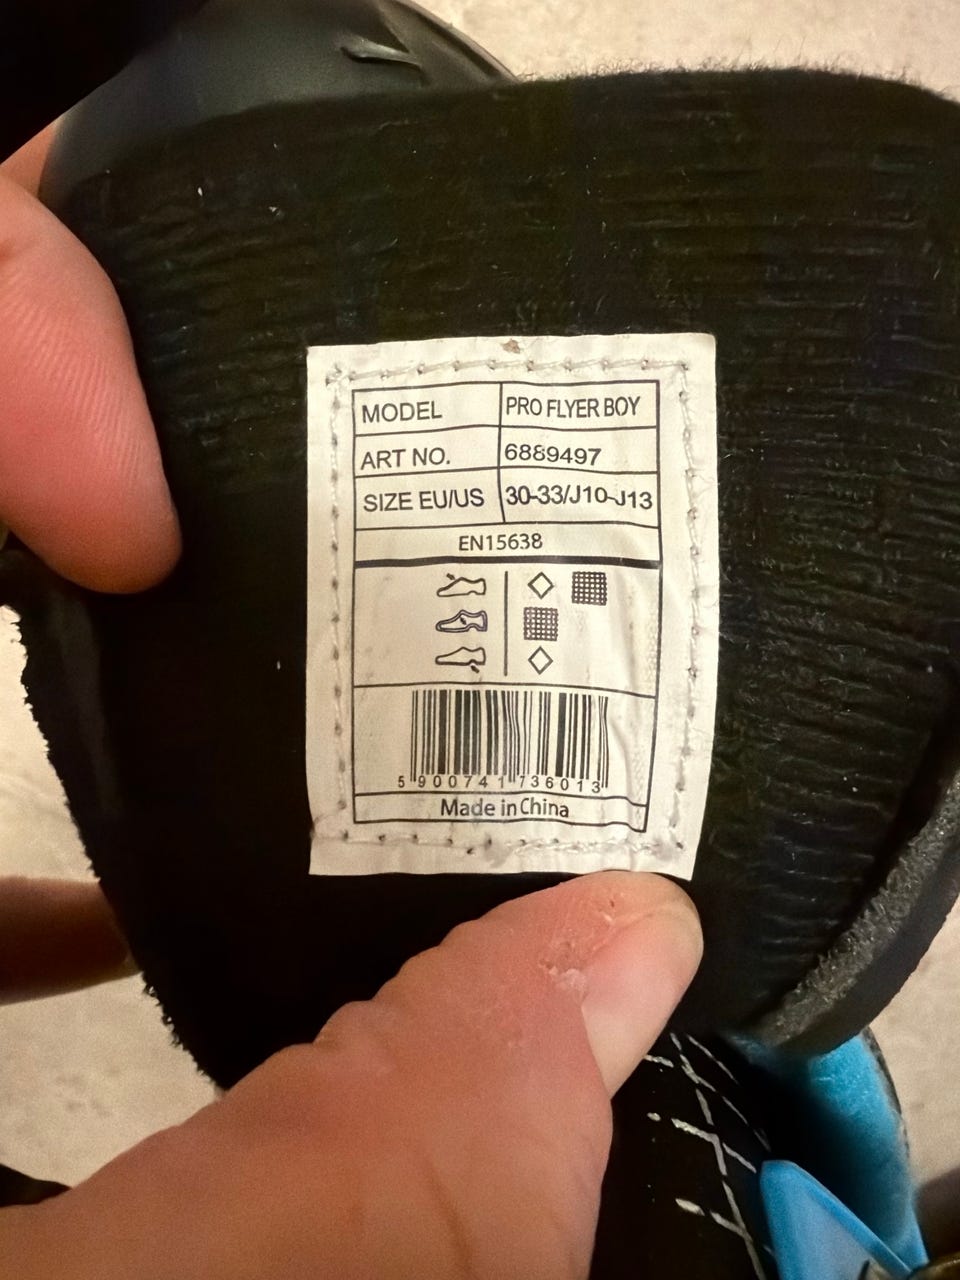 MODEL PRO FLYER BOY
ART NO. 6889497
SIZE EU/US 30-33/J10-J13
EN15638
5 900741 736013
Made in China